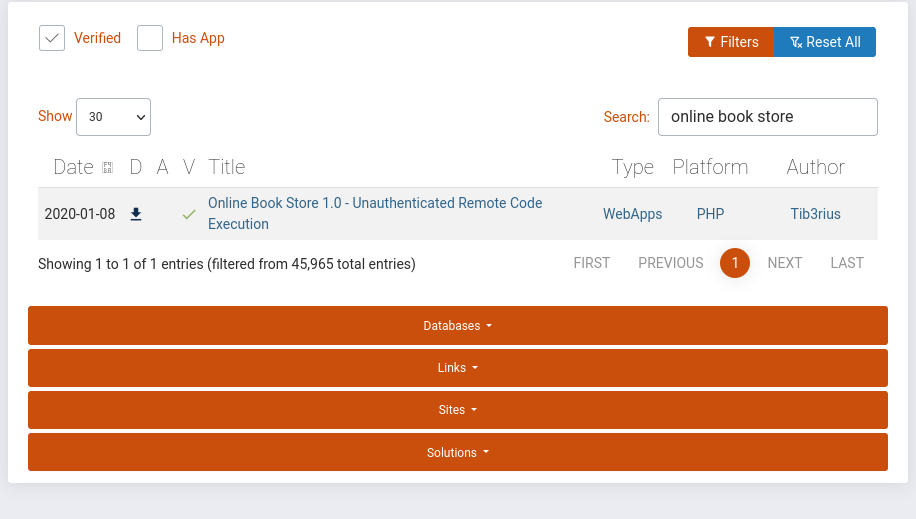 Verified Has App
Filters Reset All
Show 30 Search: online book store
Date D A V Title Type Platform Author
2020-01-08 Online Book Store 1.0 - Unauthenticated Remote Code
Execution WebApps PHP Tib3rius
Showing 1 to 1 of 1 entries (filtered from 45,965 total entries) FIRST PREVIOUS 1 NEXT LAST
Databases
Links
Sites
Solutions